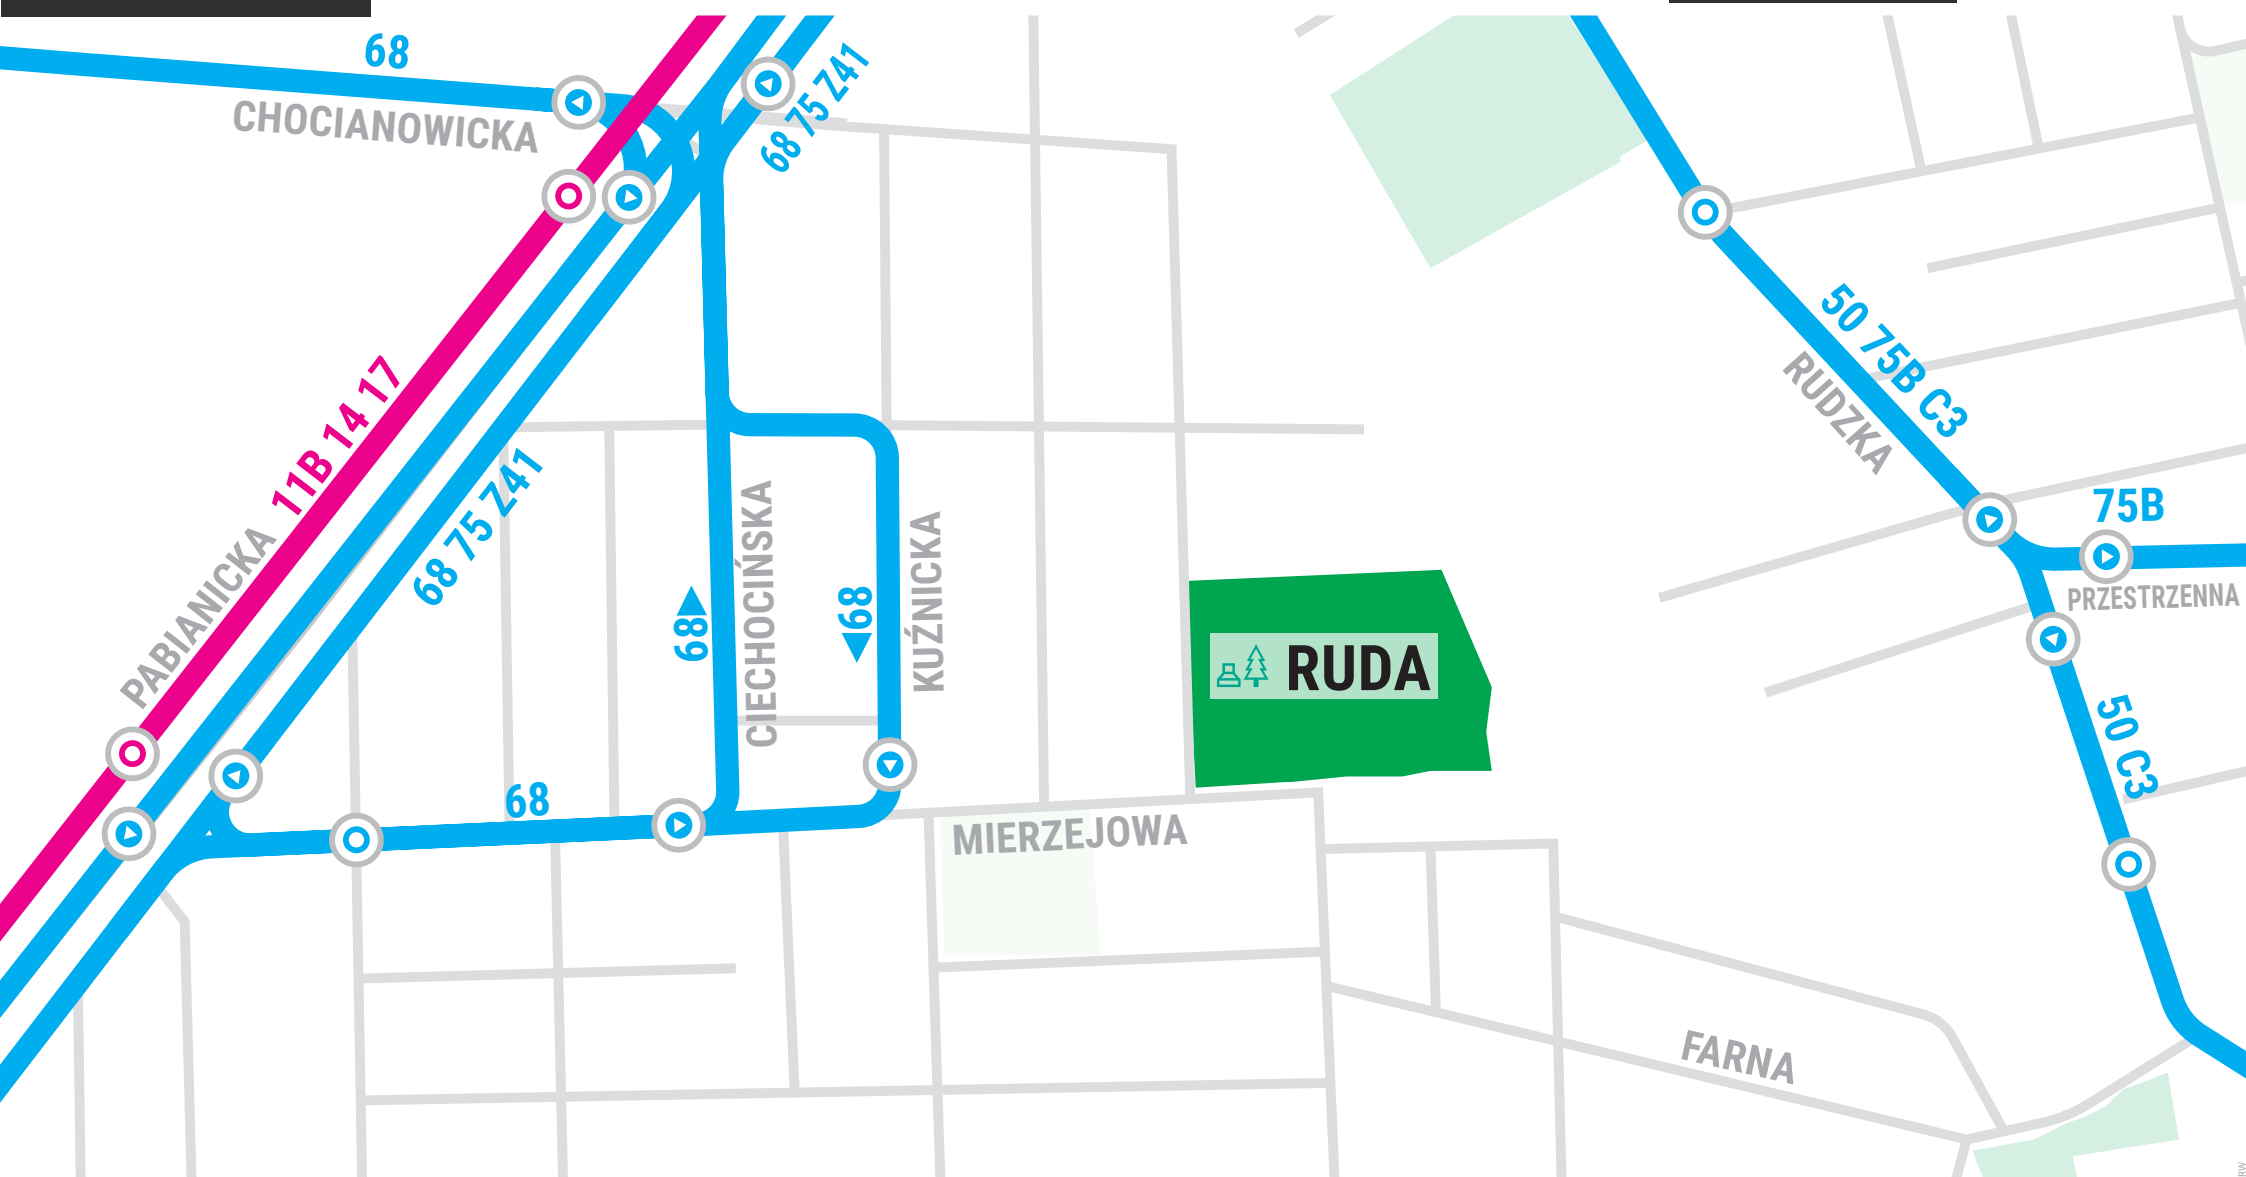 68
CHOCIANOWICKA
68 75 Z41
11B 14 17
PABIANICKA
68 75 Z41
50 75B C3
RUDZKA
75B
PRZESTRZENNA
50 C3
68
CIECHOCIŃSKA
68
KUŹNICKA
RUDA
68
MIERZEJOWA
FARNA
RW